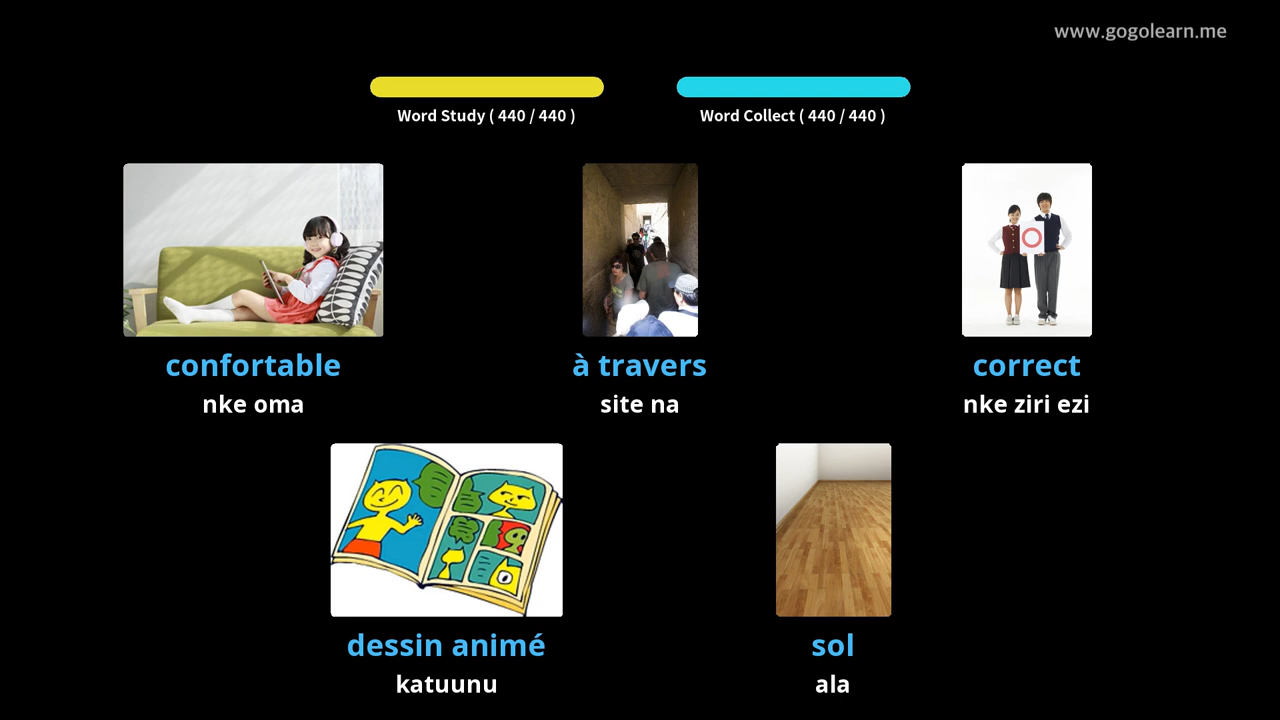 www.gogolearn.me
Word Study ( 440 / 440 )
Word Collect ( 440 / 440 )
confortable
nke oma
à travers
site na
correct
nke ziri ezi
dessin animé
katuunu
sol
ala